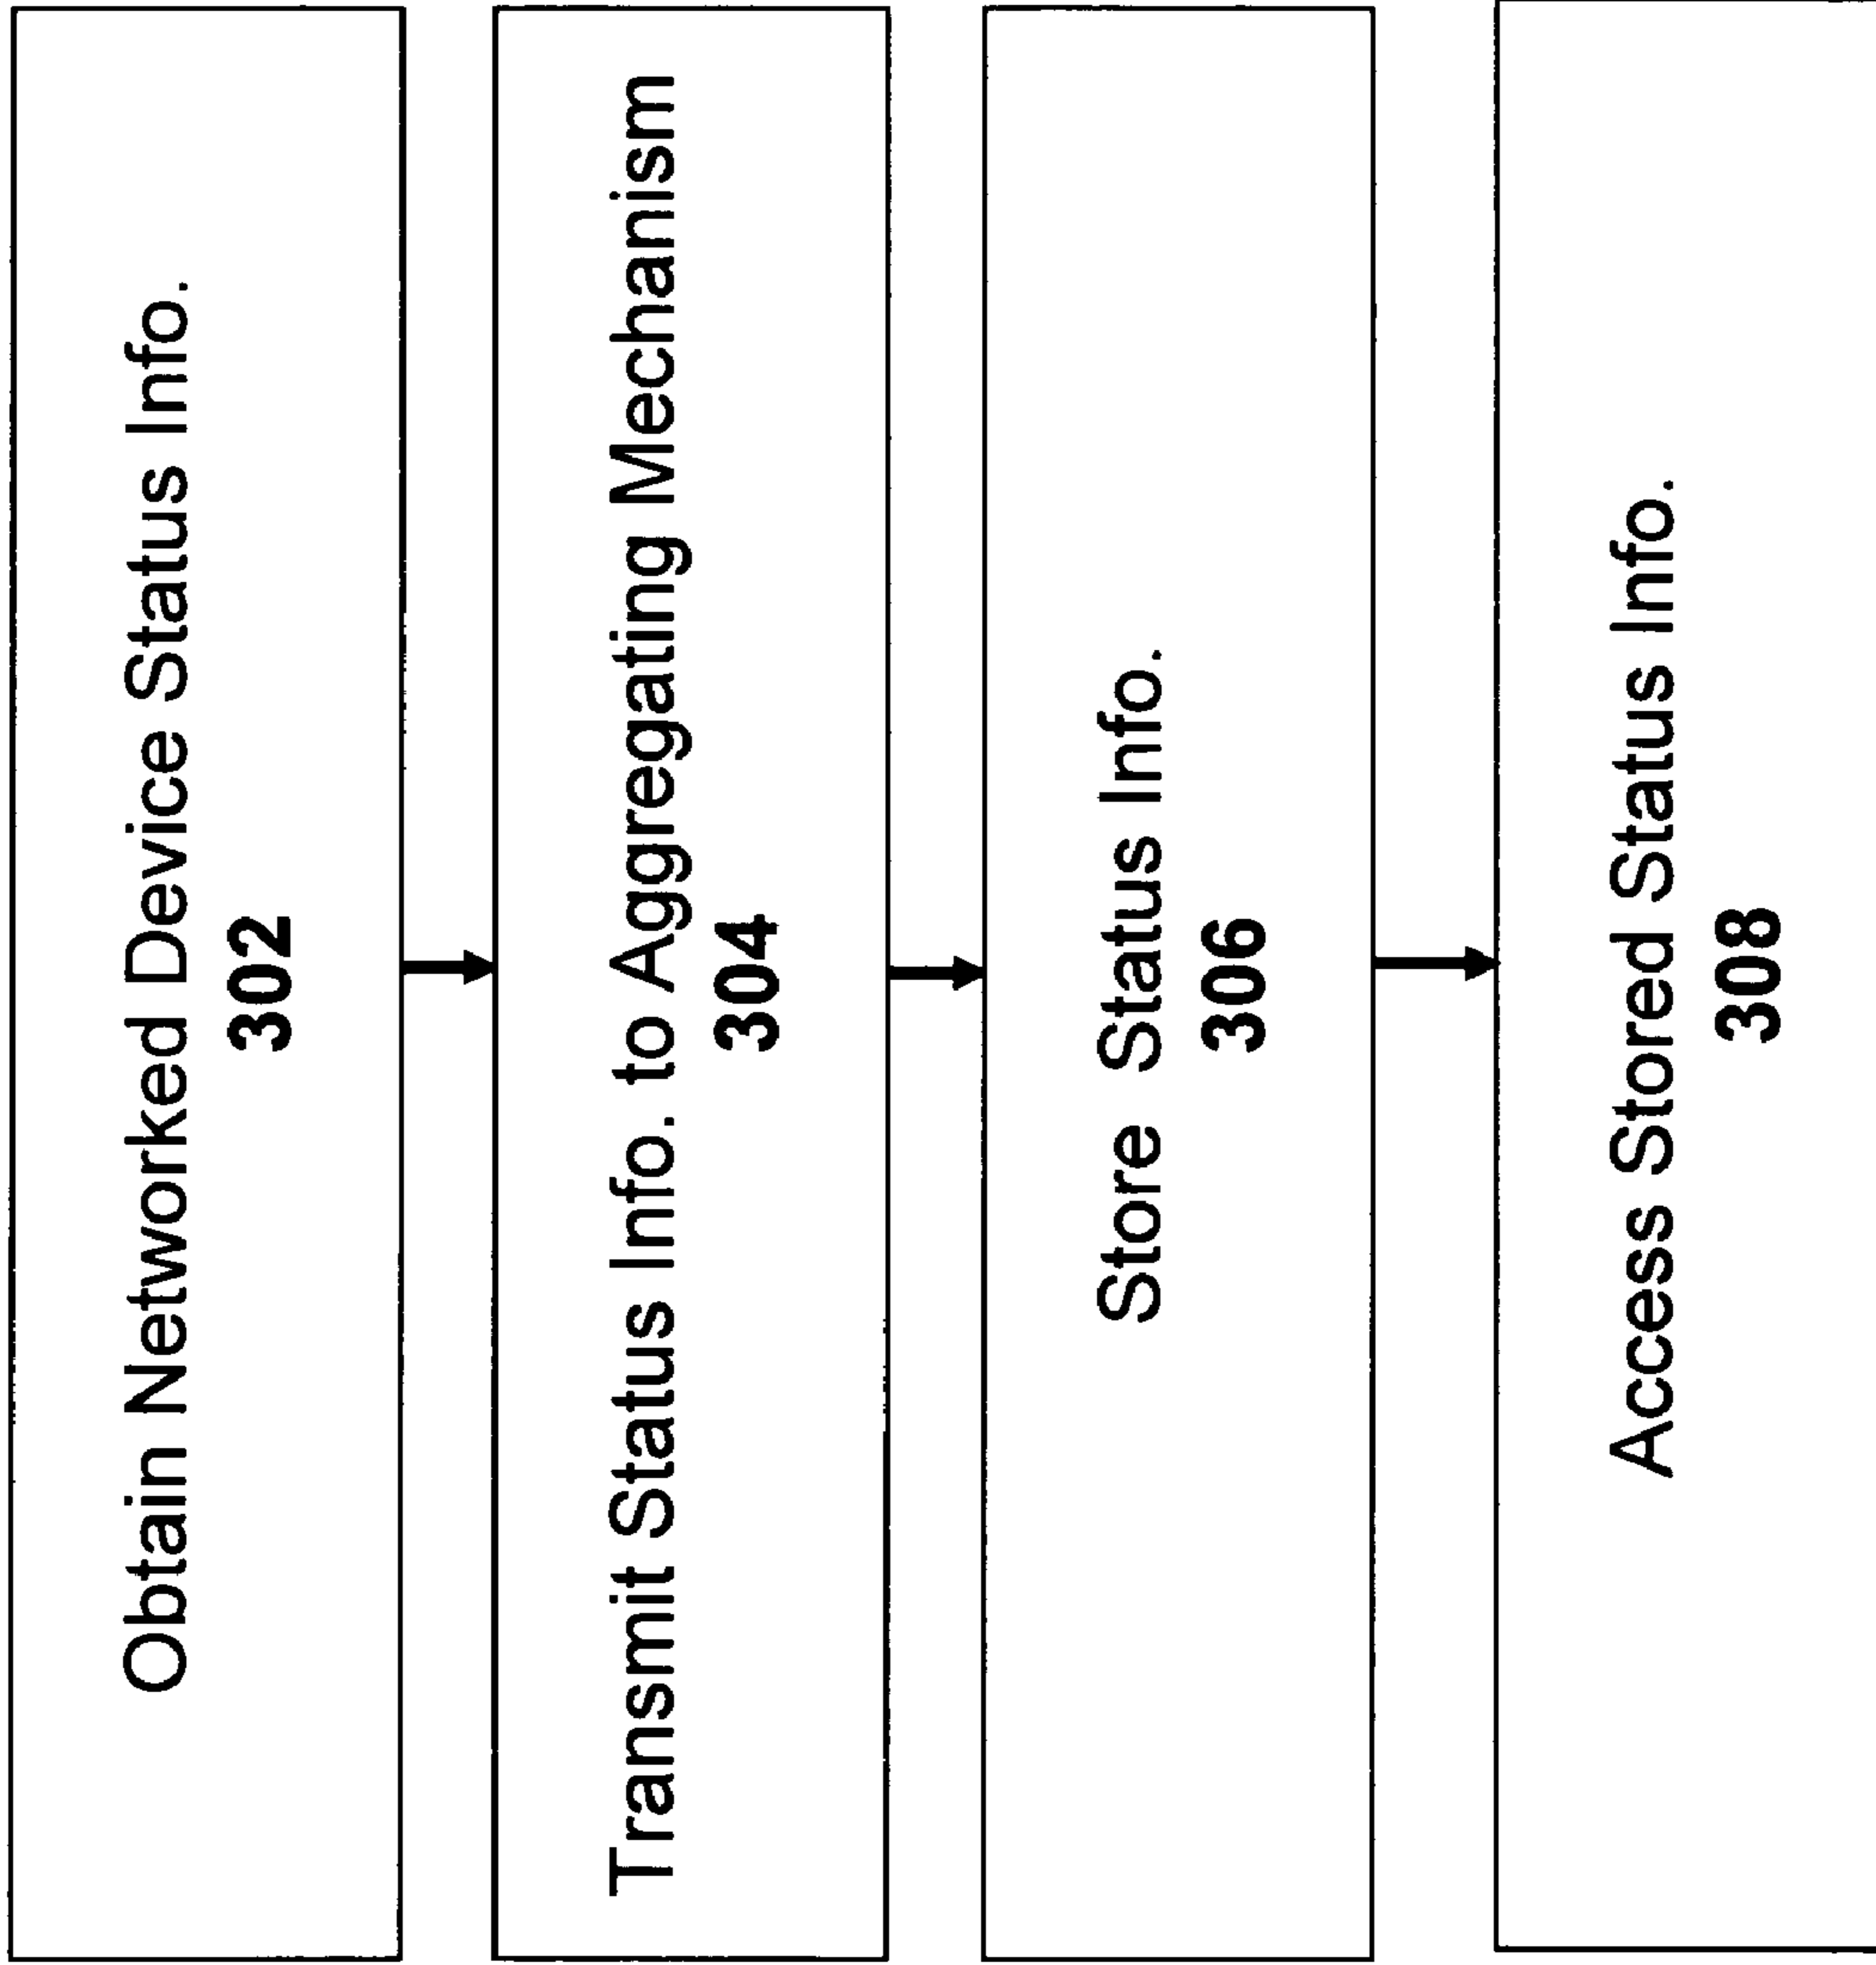 Obtain Networked Device Status Info.
302
Transmit Status Info. to Aggregating Mechanism
304
Store Status Info.
306
Access Stored Status Info.
308